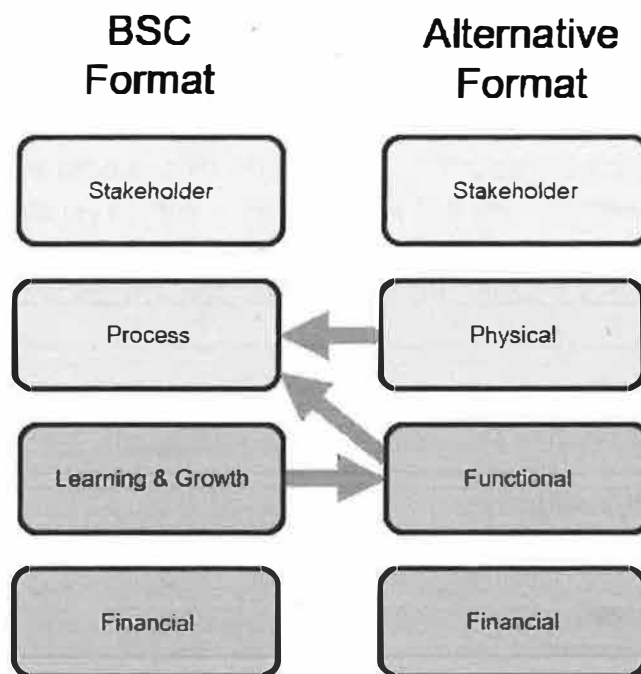 BSC
Format
Alternative
Format
Stakeholder
Stakeholder
Process
Physical
Learning & Growth
Functional
Financial
Financial